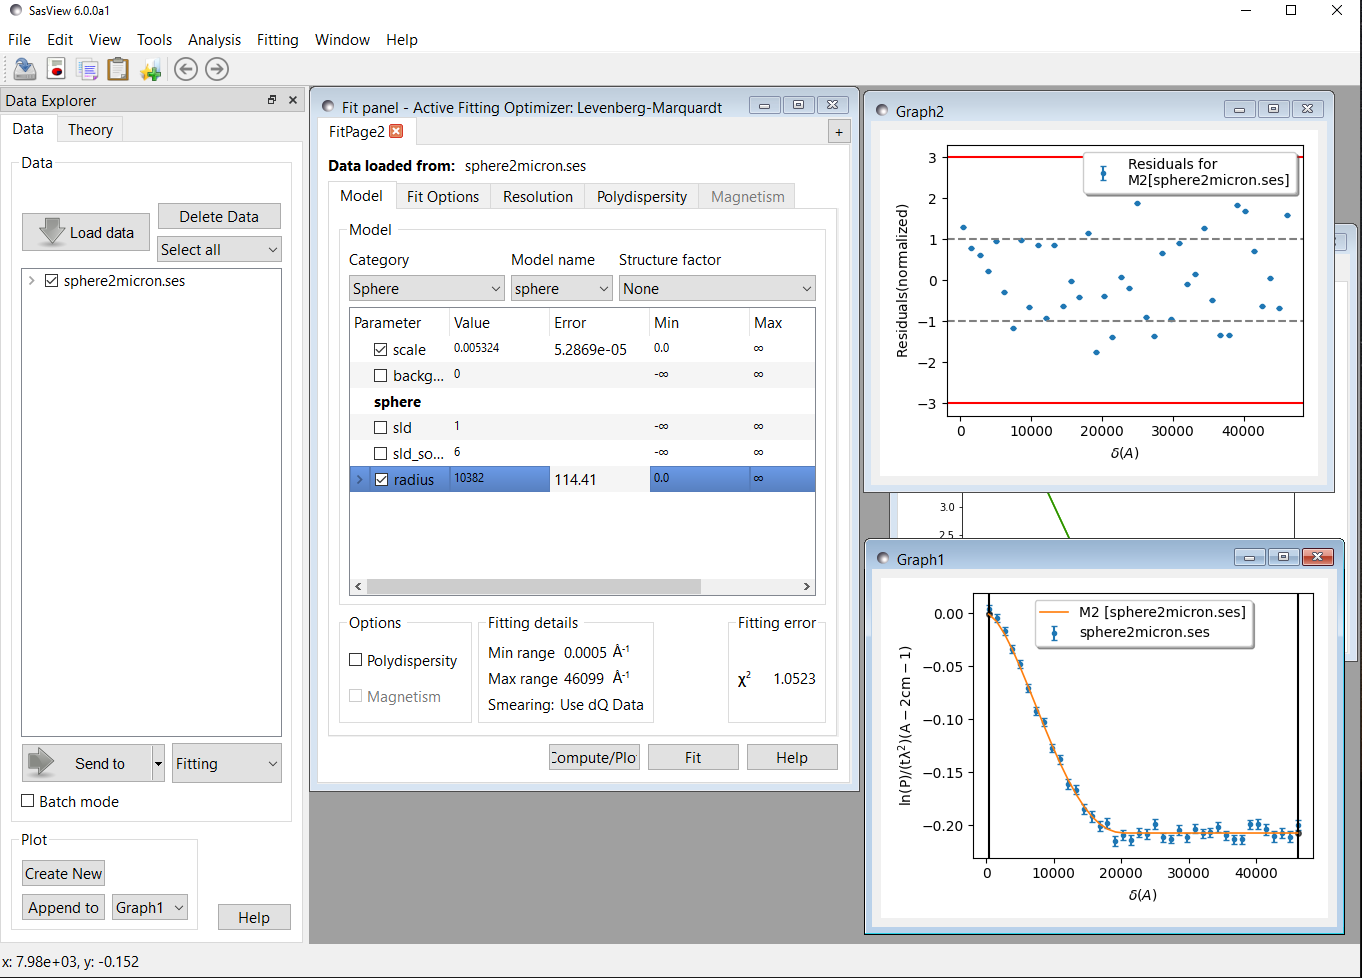 SasView 6.0.0a1
File Edit View Tools Analysis Fitting Window Help
Data Explorer
Data Theory
Data
Load data
Delete Data
Select all
sphere2micron.ses
Send to
Fitting
Batch mode
Plot
Create New
Append to
Graph1
Help
Fit panel - Active Fitting Optimizer: Levenberg-Marquardt
FitPage2
+
Data loaded from: sphere2micron.ses
Model Fit Options Resolution Polydispersity Magnetism
Model
Category Model name Structure factor
Sphere sphere None
Parameter Value Error Min Max
scale 0.005324 5.2869e-05 0.0 ∞
backg... 0 -∞ ∞
sphere
sld 1 -∞ ∞
sld_so... 6 -∞ ∞
radius 10382 114.41 0.0 ∞
Options
Polydispersity
Magnetism
Fitting details
Min range 0.0005 Å-1
Max range 46099 Å-1
Smearing: Use dQ Data
Fitting error
χ² 1.0523
Compute/Plo
Fit
Help
Graph2
Residuals for
M2[sphere2micron.ses]
Residuals(normalized)
3
2
1
0
−1
−2
−3
0 10000 20000 30000 40000
δ(A)
3.0
2.5
Graph1
M2 [sphere2micron.ses]
sphere2micron.ses
ln(P)/(tλ²)(A − 2cm − 1)
0.00
−0.05
−0.10
−0.15
−0.20
0 10000 20000 30000 40000
δ(A)
x: 7.98e+03, y: -0.152